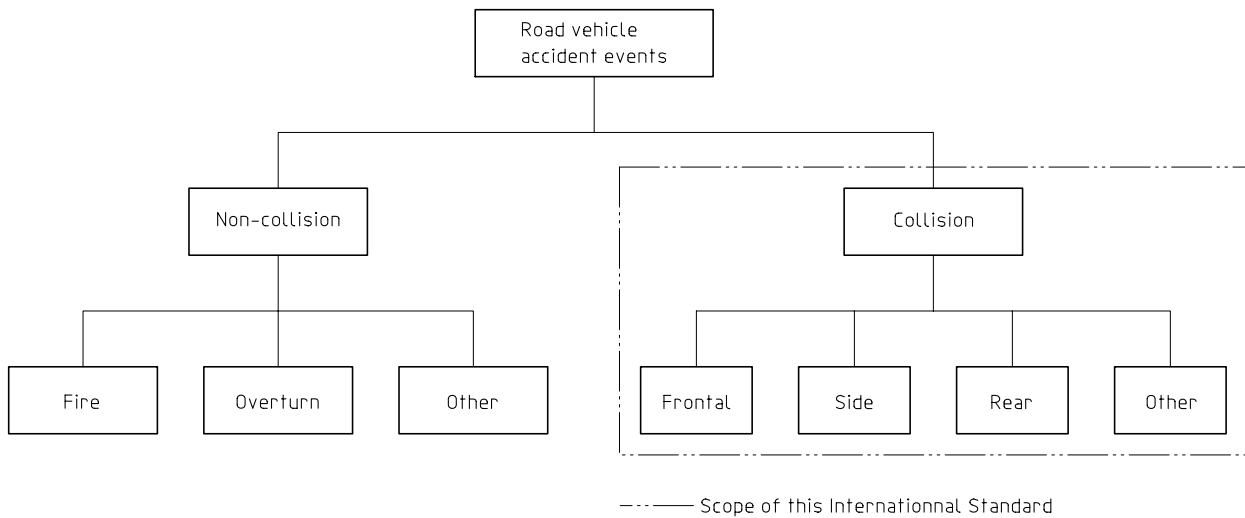 Road vehicle
accident events
Non-collision
Collision
Fire
Overturn
Other
Frontal
Side
Rear
Other
Scope of this Internationnal Standard